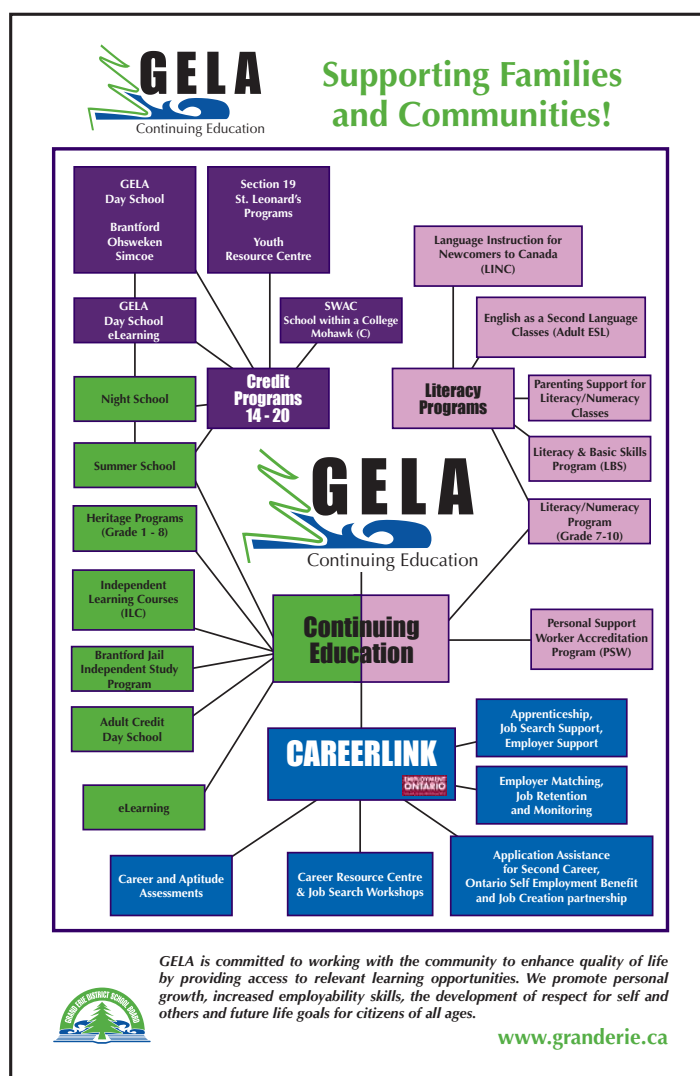 GELA
Continuing Education
Supporting Families
and Communities!
GELA
Day School
Brantford
Ohsweken
Simcoe
Section 19
St. Leonard's
Programs
Youth
Resource Centre
Language Instruction for
Newcomers to Canada
(LINC)
GELA
Day School
eLearning
SWAC
School within a College
Mohawk (C)
English as a Second Language
Classes (Adult ESL)
Night School
Credit
Programs
14 - 20
Literacy
Programs
Parenting Support for
Literacy/Numeracy
Classes
Summer School
Literacy & Basic Skills
Program (LBS)
GELA
Continuing Education
Heritage Programs
(Grade 1 - 8)
Literacy/Numeracy
Program
(Grade 7-10)
Independent
Learning Courses
(ILC)
Continuing
Education
Personal Support
Worker Accreditation
Program (PSW)
Brantford Jail
Independent Study
Program
Adult Credit
Day School
Apprenticeship,
Job Search Support,
Employer Support
CAREERLINK
EMPLOYMENT
ONTARIO
Employer Matching,
Job Retention
and Monitoring
eLearning
Career and Aptitude
Assessments
Career Resource Centre
& Job Search Workshops
Application Assistance
for Second Career,
Ontario Self Employment Benefit
and Job Creation partnership
GELA is committed to working with the community to enhance quality of life
by providing access to relevant learning opportunities. We promote personal
growth, increased employability skills, the development of respect for self and
others and future life goals for citizens of all ages.
GRAND ERIE DISTRICT SCHOOL BOARD
www.granderie.ca